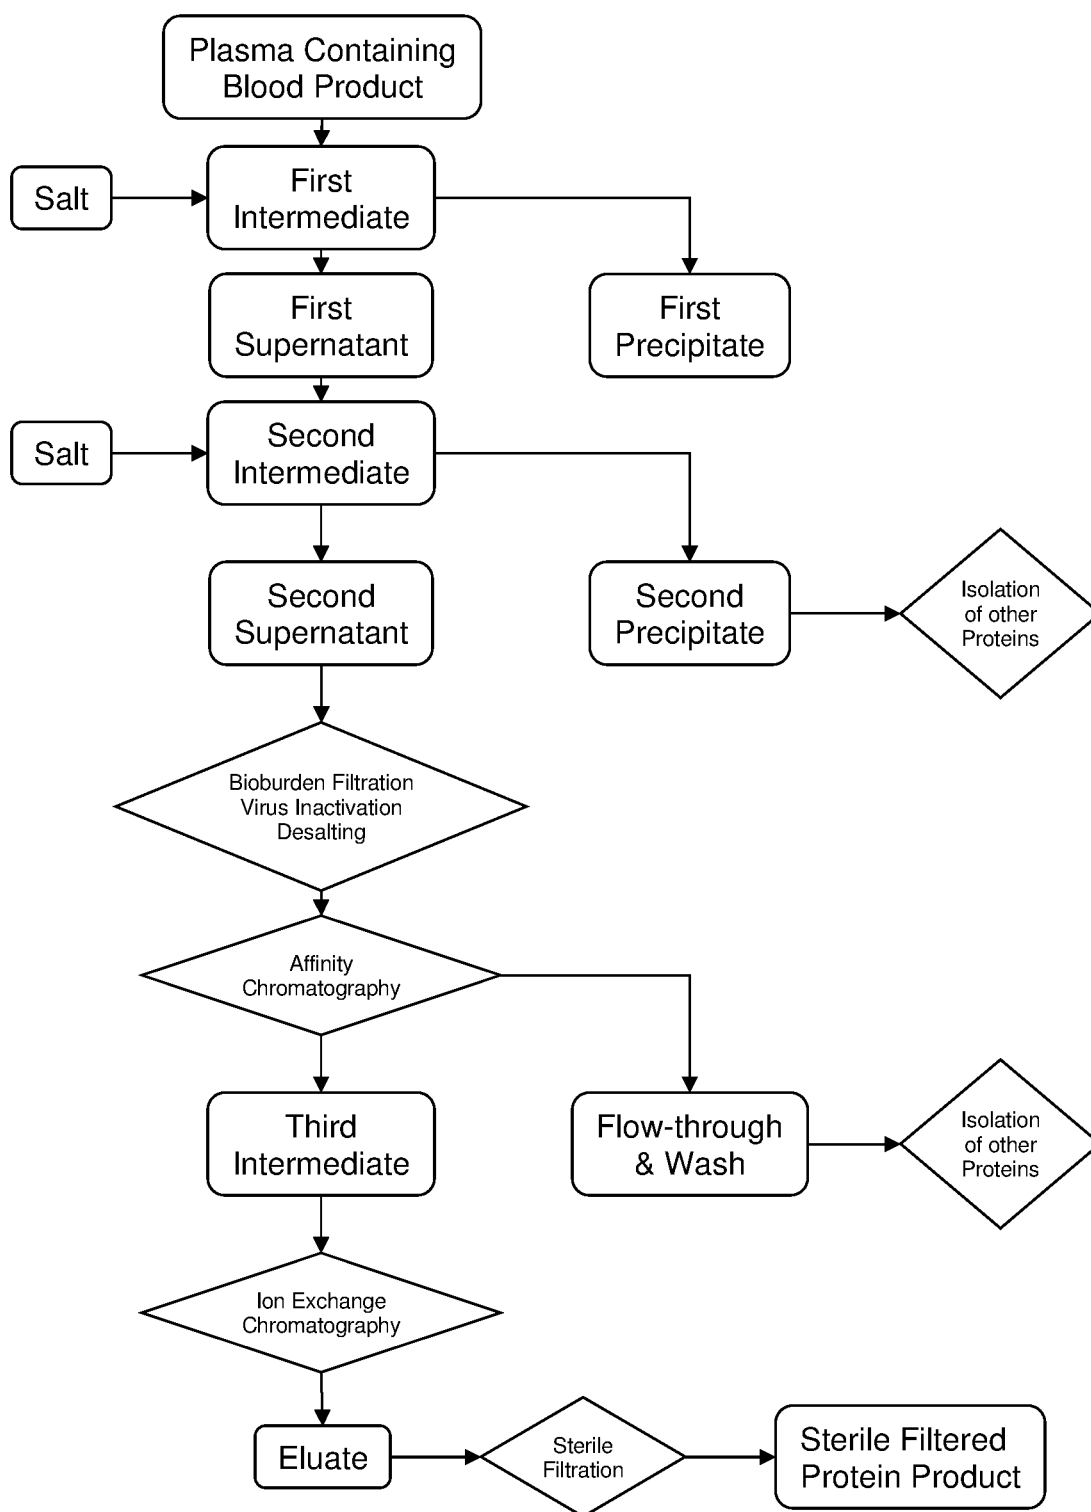 Plasma Containing
Blood Product
Salt
First
Intermediate
First
Supernatant
First
Precipitate
Salt
Second
Intermediate
Second
Supernatant
Second
Precipitate
Isolation
of other
Proteins
Bioburden Filtration
Virus Inactivation
Desalting
Affinity
Chromatography
Third
Intermediate
Flow-through
& Wash
Isolation
of other
Proteins
Ion Exchange
Chromatography
Eluate
Sterile
Filtration
Sterile Filtered
Protein Product